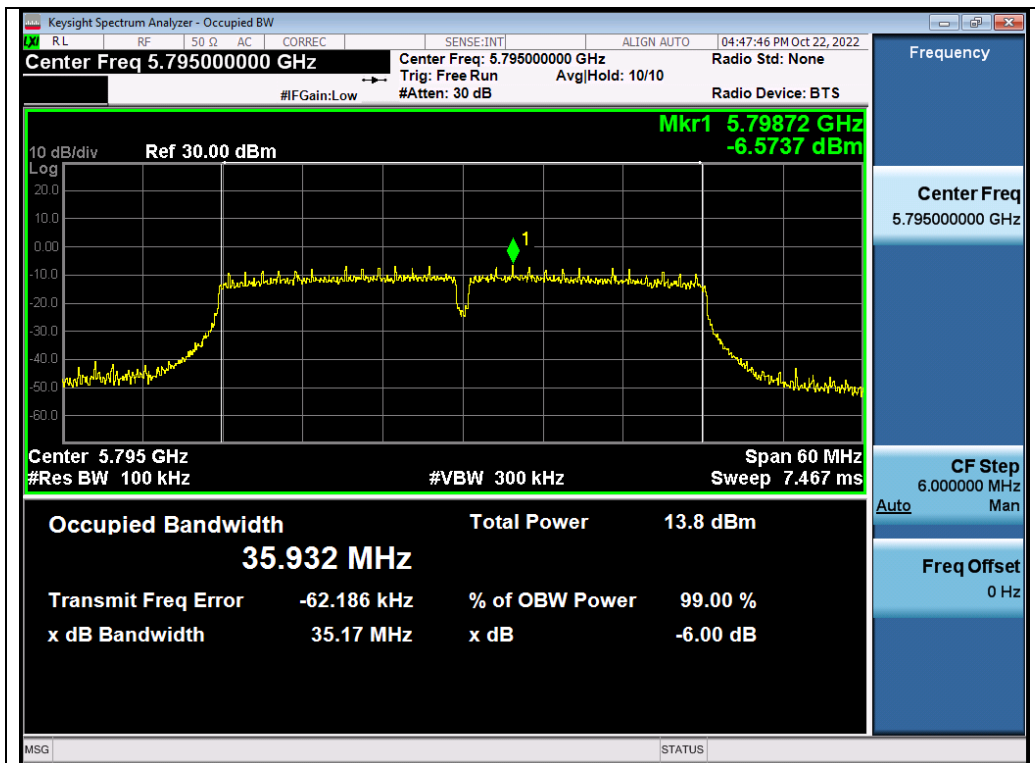 Keysight Spectrum Analyzer - Occupied BW
LXI RL RF 50 Ω AC CORREC SENSE:INT ALIGN AUTO 04:47:46 PM Oct 22, 2022
Center Freq 5.795000000 GHz
Center Freq: 5.795000000 GHz
Radio Std: None
Trig: Free Run Avg|Hold: 10/10
#IFGain:Low
#Atten: 30 dB
Radio Device: BTS
Mkr1 5.79872 GHz
-6.5737 dBm
10 dB/div Ref 30.00 dBm
Log
20.0
10.0
0.00
-10.0
-20.0
-30.0
-40.0
-50.0
-60.0
1
Center 5.795 GHz Span 60 MHz
#Res BW 100 kHz #VBW 300 kHz Sweep 7.467 ms
Occupied Bandwidth Total Power 13.8 dBm
35.932 MHz
Transmit Freq Error -62.186 kHz % of OBW Power 99.00 %
x dB Bandwidth 35.17 MHz x dB -6.00 dB
MSG STATUS
Frequency
Center Freq
5.795000000 GHz
CF Step
6.000000 MHz
Auto Man
Freq Offset
0 Hz